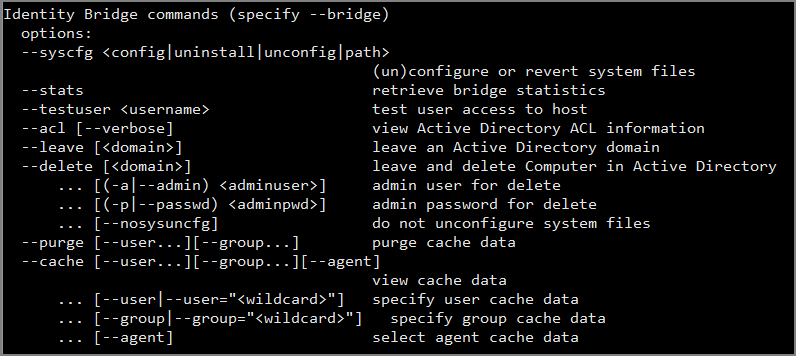 Identity Bridge commands (specify --bridge)
options:
--syscfg <config|uninstall|unconfig|path>
(un)configure or revert system files
--stats retrieve bridge statistics
--testuser <username> test user access to host
--acl [--verbose] view Active Directory ACL information
--leave [<domain>] leave an Active Directory domain
--delete [<domain>] leave and delete Computer in Active Directory
... [(-a|--admin) <adminuser>] admin user for delete
... [(-p|--passwd) <adminpwd>] admin password for delete
... [--nosysuncfg] do not unconfigure system files
--purge [--user...][--group...] purge cache data
--cache [--user...][--group...][--agent]
view cache data
... [--user|--user="<wildcard>"] specify user cache data
... [--group|--group="<wildcard>"] specify group cache data
... [--agent] select agent cache data